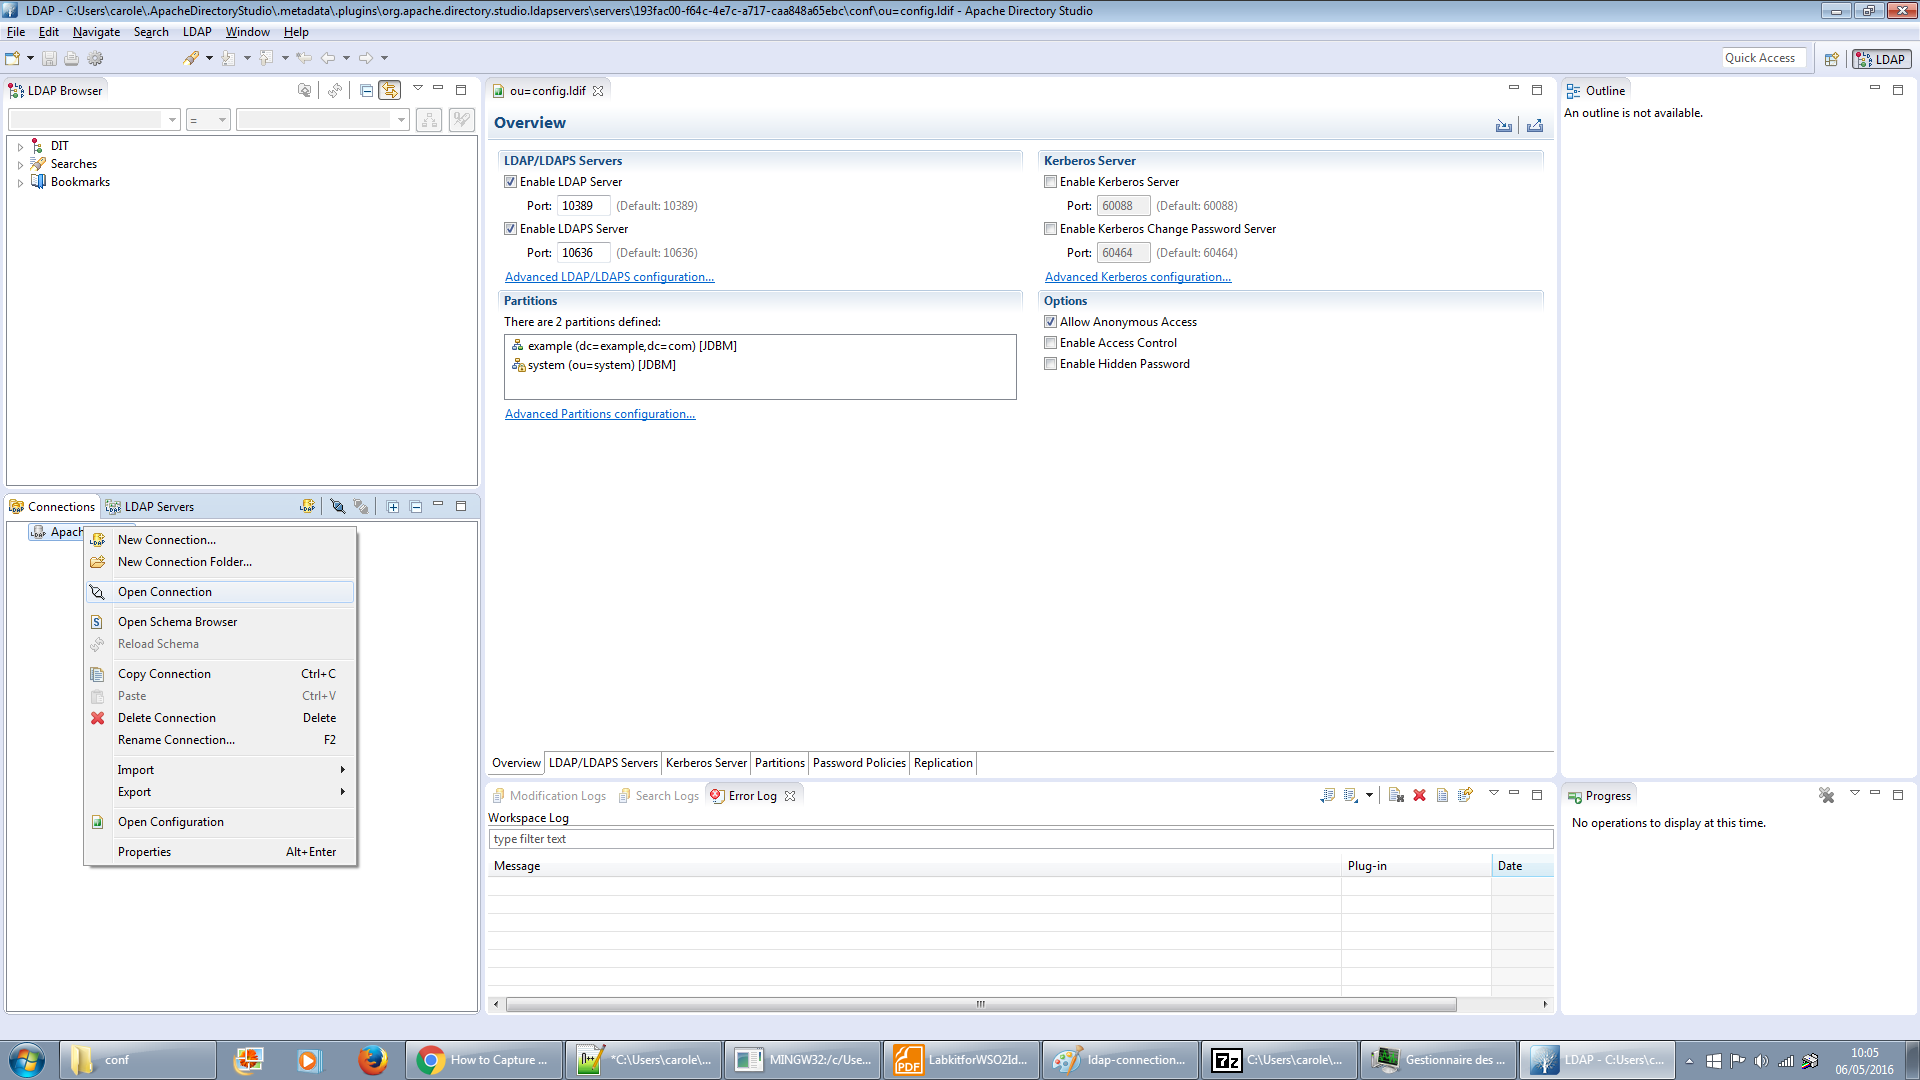 LDAP - C:\Users\carole\.ApacheDirectoryStudio\.metadata\.plugins\org.apache.directory.studio.ldapservers\servers\193fac00-f64c-4e7c-a717-caa848a65ebc\conf\ou=config.ldif - Apache Directory Studio
File Edit Navigate Search LDAP Window Help
Quick Access
LDAP
LDAP Browser
=
DIT
Searches
Bookmarks
ou=config.ldif
Overview
LDAP/LDAPS Servers
Enable LDAP Server
Port: 10389 (Default: 10389)
Enable LDAPS Server
Port: 10636 (Default: 10636)
Advanced LDAP/LDAPS configuration...
Partitions
There are 2 partitions defined:
example (dc=example,dc=com) [JDBM]
system (ou=system) [JDBM]
Advanced Partitions configuration...
Kerberos Server
Enable Kerberos Server
Port: 60088 (Default: 60088)
Enable Kerberos Change Password Server
Port: 60464 (Default: 60464)
Advanced Kerberos configuration...
Options
Allow Anonymous Access
Enable Access Control
Enable Hidden Password
Overview LDAP/LDAPS Servers Kerberos Server Partitions Password Policies Replication
Outline
An outline is not available.
Connections LDAP Servers
Apach
New Connection...
New Connection Folder...
Open Connection
Open Schema Browser
Reload Schema
Copy Connection Ctrl+C
Paste Ctrl+V
Delete Connection Delete
Rename Connection... F2
Import
Export
Open Configuration
Properties Alt+Enter
Modification Logs Search Logs Error Log
Workspace Log
type filter text
Message Plug-in Date
Progress
No operations to display at this time.
conf
How to Capture ...
*C:\Users\carole\...
MINGW32:/c/Use...
LabkitforWSO2Id...
ldap-connection...
C:\Users\carole\...
Gestionnaire des ...
LDAP - C:\Users\c...
10:05
06/05/2016